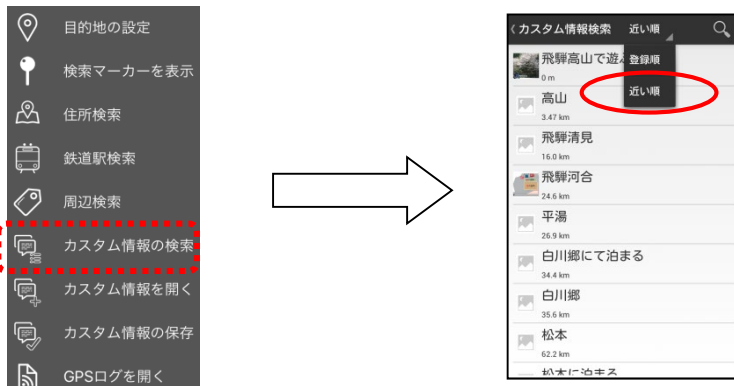 目的地の設定
検索マーカーを表示
住所検索
鉄道駅検索
周辺検索
カスタム情報の検索
カスタム情報を開く
カスタム情報の保存
GPSログを開く
カスタム情報検索 近い順
登録順
近い順
飛騨高山で遊
0 m
高山
3.47 km
飛騨清見
16.0 km
飛騨河合
24.6 km
平湯
26.9 km
白川郷にて泊まる
34.4 km
白川郷
35.6 km
松本
62.2 km
松本に泊まる